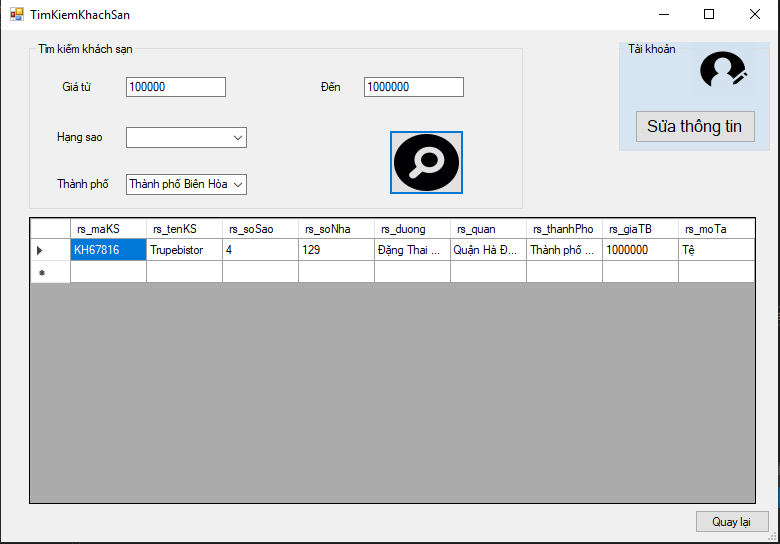 TimKiemKhachSan
Tìm kiếm khách sạn
Tài khoản
Giá từ 100000 Đến 1000000
Sửa thông tin
Hạng sao
Thành phố Thành phố Biên Hòa
rs_maKS rs_tenKS rs_soSao rs_soNha rs_duong rs_quan rs_thanhPho rs_giaTB rs_moTa
KH67816 Trupebistor 4 129 Đặng Thai ... Quận Hà Đ... Thành phố ... 1000000 Tệ
Quay lại